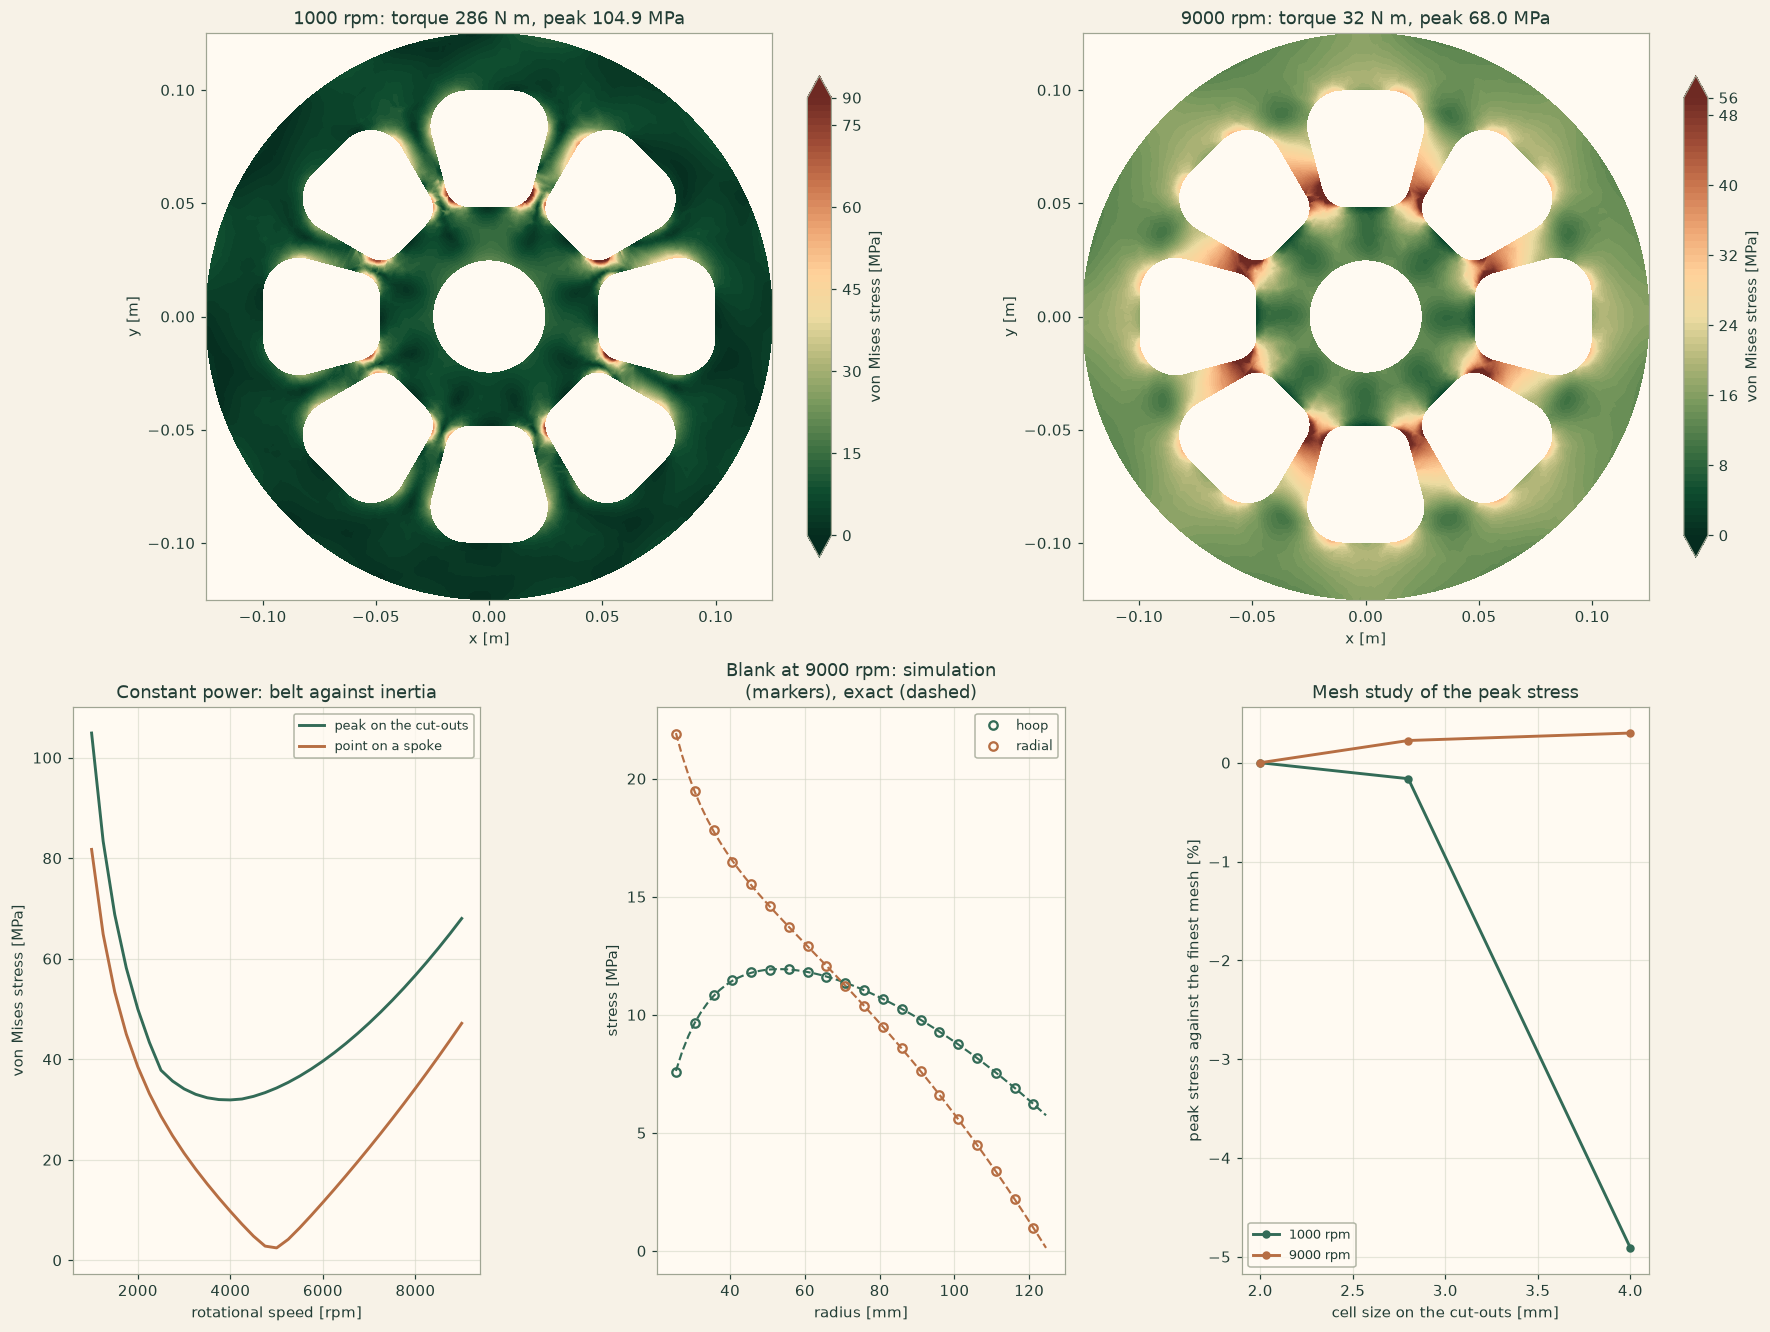 1000 rpm: torque 286 N m, peak 104.9 MPa
0.10
0.05
0.00
−0.05
−0.10
y [m]
−0.10
−0.05
0.00
0.05
0.10
x [m]
90
75
60
45
30
15
0
von Mises stress [MPa]
9000 rpm: torque 32 N m, peak 68.0 MPa
0.10
0.05
0.00
−0.05
−0.10
y [m]
−0.10
−0.05
0.00
0.05
0.10
x [m]
56
48
40
32
24
16
8
0
von Mises stress [MPa]
Constant power: belt against inertia
peak on the cut-outs
point on a spoke
100
80
60
40
20
0
von Mises stress [MPa]
2000
4000
6000
8000
rotational speed [rpm]
Blank at 9000 rpm: simulation
(markers), exact (dashed)
hoop
radial
20
15
10
5
0
stress [MPa]
40
60
80
100
120
radius [mm]
Mesh study of the peak stress
0
−1
−2
−3
−4
−5
peak stress against the finest mesh [%]
1000 rpm
9000 rpm
2.0
2.5
3.0
3.5
4.0
cell size on the cut-outs [mm]